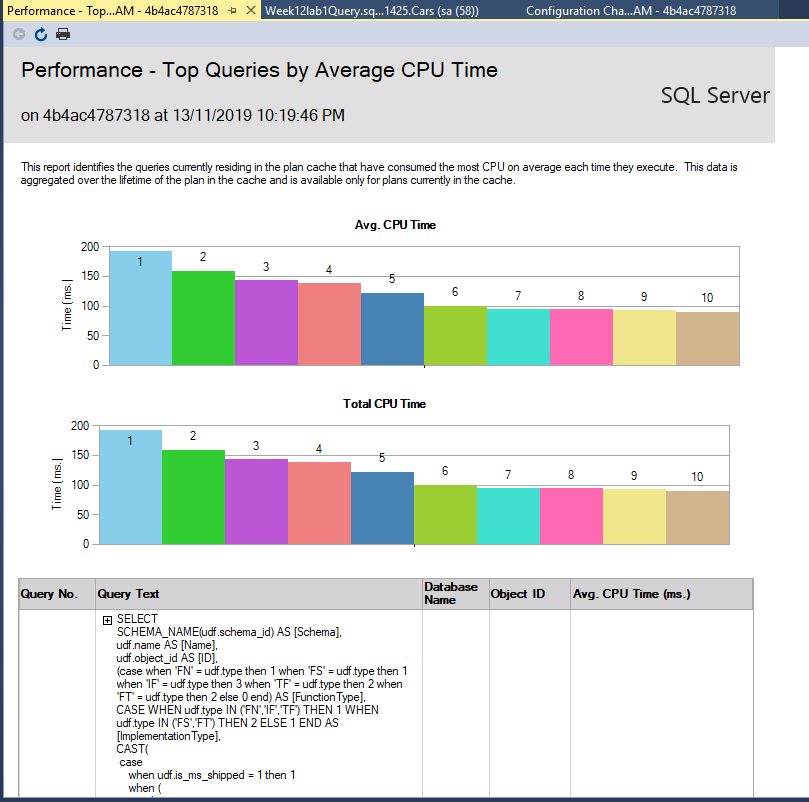 Performance - Top...AM - 4b4ac4787318
Week12lab1Query.sq...1425.Cars (sa (58))
Configuration Cha...AM - 4b4ac4787318
Performance - Top Queries by Average CPU Time
SQL Server
on 4b4ac4787318 at 13/11/2019 10:19:46 PM
This report identifies the queries currently residing in the plan cache that have consumed the most CPU on average each time they execute.  This data is
aggregated over the lifetime of the plan in the cache and is available only for plans currently in the cache.
Avg. CPU Time
Time (ms.)
200
150
100
50
0
1 2 3 4 5 6 7 8 9 10
Total CPU Time
Time (ms.)
200
150
100
50
0
1 2 3 4 5 6 7 8 9 10
Query No.
Query Text
Database
Name
Object ID
Avg. CPU Time (ms.)
SELECT
SCHEMA_NAME(udf.schema_id) AS [Schema],
udf.name AS [Name],
udf.object_id AS [ID],
(case when 'FN' = udf.type then 1 when 'FS' = udf.type then 1
when 'IF' = udf.type then 3 when 'TF' = udf.type then 2 when
'FT' = udf.type then 2 else 0 end) AS [FunctionType],
CASE WHEN udf.type IN ('FN','IF','TF') THEN 1 WHEN
udf.type IN ('FS','FT') THEN 2 ELSE 1 END AS
[ImplementationType],
CAST(
case
when udf.is_ms_shipped = 1 then 1
when (